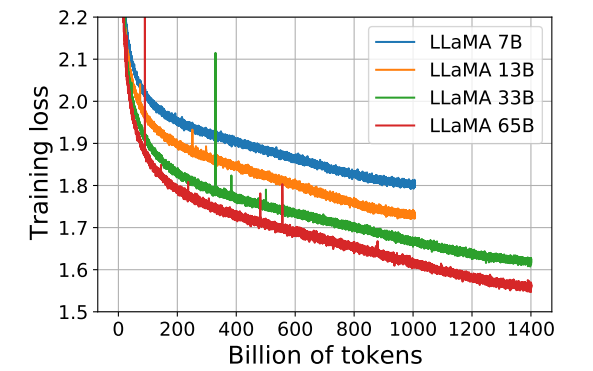 2.2
2.1
2.0
1.9
1.8
1.7
1.6
1.5
Training loss
LLaMA 7B
LLaMA 13B
LLaMA 33B
LLaMA 65B
0 200 400 600 800 1000 1200 1400
Billion of tokens